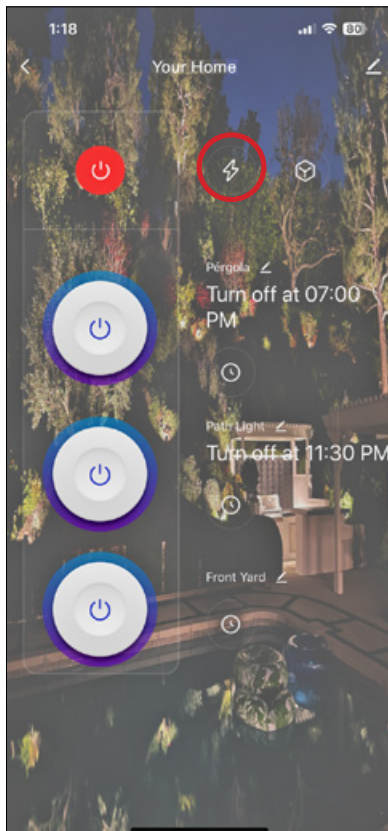 1:18
80
Your Home
Pérgola
Turn off at 07:00
PM
Path Light
Turn off at 11:30 PM
Front Yard